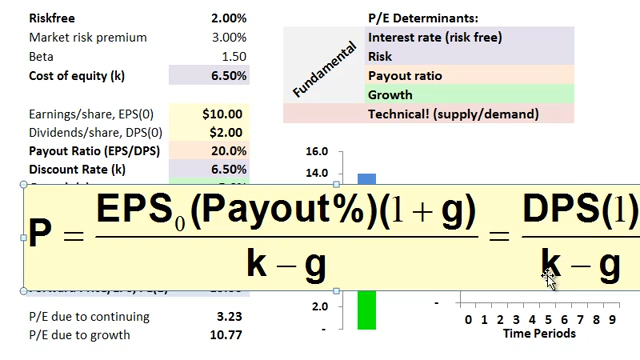 Riskfree 2.00%
Market risk premium 3.00%
Beta 1.50
Cost of equity (k) 6.50%
Earnings/share, EPS(0) $10.00
Dividends/share, DPS(0) $2.00
Payout Ratio (EPS/DPS) 20.0%
Discount Rate (k) 6.50%
P = EPS₀(Payout%)(1 + g) / k − g = DPS(1) / k − g
P/E due to continuing 3.23
P/E due to growth 10.77
P/E Determinants:
Fundamental
Interest rate (risk free)
Risk
Payout ratio
Growth
Technical! (supply/demand)
16.0
14.0
2.0
-
-
0 1 2 3 4 5 6 7 8 9
Time Periods